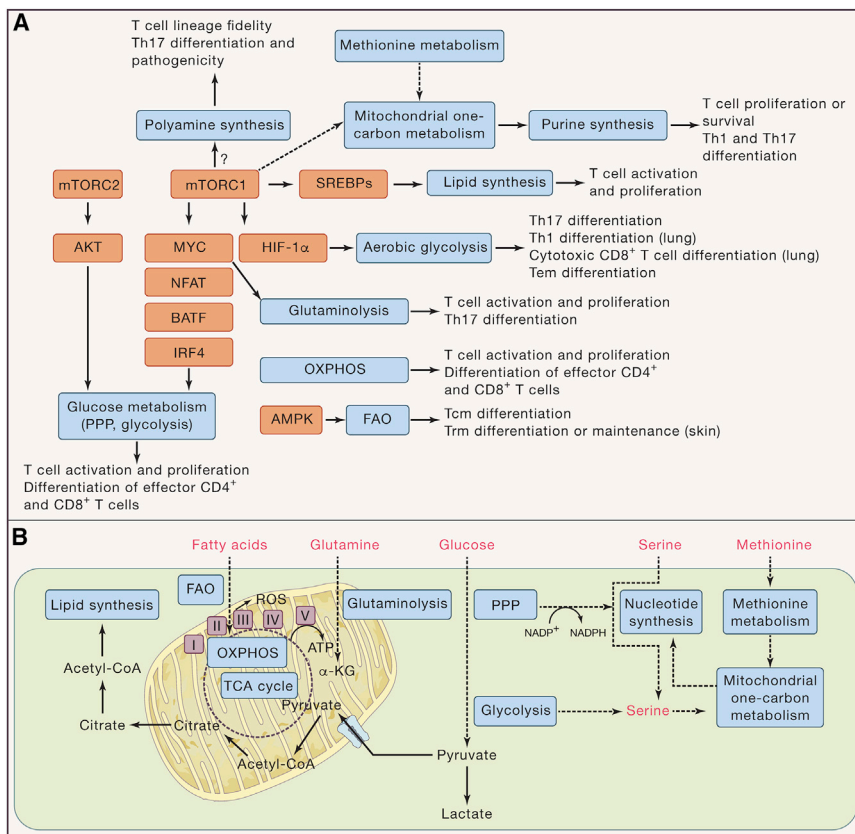 A
T cell lineage fidelity
Th17 differentiation and
pathogenicity
Methionine metabolism
Polyamine synthesis
Mitochondrial one-
carbon metabolism
Purine synthesis
T cell proliferation or
survival
Th1 and Th17
differentiation
?
mTORC2
mTORC1
SREBPs
Lipid synthesis
T cell activation
and proliferation
AKT
MYC
HIF-1α
Aerobic glycolysis
Th17 differentiation
Th1 differentiation (lung)
Cytotoxic CD8+ T cell differentiation (lung)
Tem differentiation
NFAT
BATF
IRF4
Glutaminolysis
T cell activation and proliferation
Th17 differentiation
OXPHOS
T cell activation and proliferation
Differentiation of effector CD4+
and CD8+ T cells
Glucose metabolism
(PPP, glycolysis)
AMPK
FAO
Tcm differentiation
Trm differentiation or maintenance (skin)
T cell activation and proliferation
Differentiation of effector CD4+
and CD8+ T cells
B
Fatty acids
Glutamine
Glucose
Serine
Methionine
FAO
ROS
Lipid synthesis
Glutaminolysis
PPP
NADP+
NADPH
Nucleotide
synthesis
Methionine
metabolism
I
II
III
IV
V
OXPHOS
ATP
α-KG
TCA cycle
Acetyl-CoA
Pyruvate
Citrate
Citrate
Acetyl-CoA
Glycolysis
Serine
Mitochondrial
one-carbon
metabolism
Pyruvate
Lactate